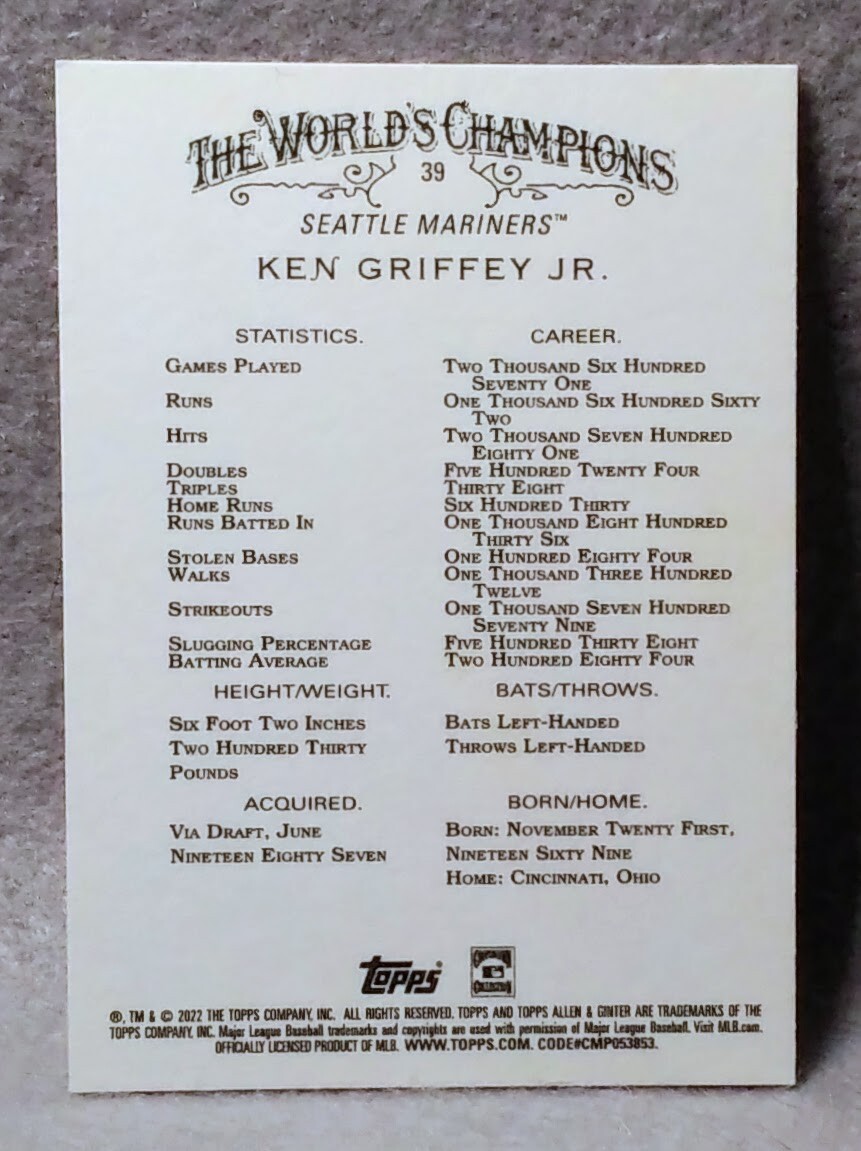 THE WORLD'S CHAMPIONS
39
SEATTLE MARINERS™
KEN GRIFFEY JR.
STATISTICS. CAREER.
GAMES PLAYED TWO THOUSAND SIX HUNDRED
SEVENTY ONE
RUNS ONE THOUSAND SIX HUNDRED SIXTY
TWO
HITS TWO THOUSAND SEVEN HUNDRED
EIGHTY ONE
DOUBLES FIVE HUNDRED TWENTY FOUR
TRIPLES THIRTY EIGHT
HOME RUNS SIX HUNDRED THIRTY
RUNS BATTED IN ONE THOUSAND EIGHT HUNDRED
THIRTY SIX
STOLEN BASES ONE HUNDRED EIGHTY FOUR
WALKS ONE THOUSAND THREE HUNDRED
TWELVE
STRIKEOUTS ONE THOUSAND SEVEN HUNDRED
SEVENTY NINE
SLUGGING PERCENTAGE FIVE HUNDRED THIRTY EIGHT
BATTING AVERAGE TWO HUNDRED EIGHTY FOUR
HEIGHT/WEIGHT. BATS/THROWS.
SIX FOOT TWO INCHES BATS LEFT-HANDED
TWO HUNDRED THIRTY THROWS LEFT-HANDED
POUNDS
ACQUIRED. BORN/HOME.
VIA DRAFT, JUNE BORN: NOVEMBER TWENTY FIRST,
NINETEEN EIGHTY SEVEN NINETEEN SIXTY NINE
HOME: CINCINNATI, OHIO
topps COOPERSTOWN COLLECTION
®, TM & © 2022 THE TOPPS COMPANY, INC. ALL RIGHTS RESERVED. TOPPS AND TOPPS ALLEN & GINTER ARE TRADEMARKS OF THE
TOPPS COMPANY, INC. Major League Baseball trademarks and copyrights are used with permission of Major League Baseball. Visit MLB.com.
OFFICIALLY LICENSED PRODUCT OF MLB. WWW.TOPPS.COM. CODE#CMP053853.